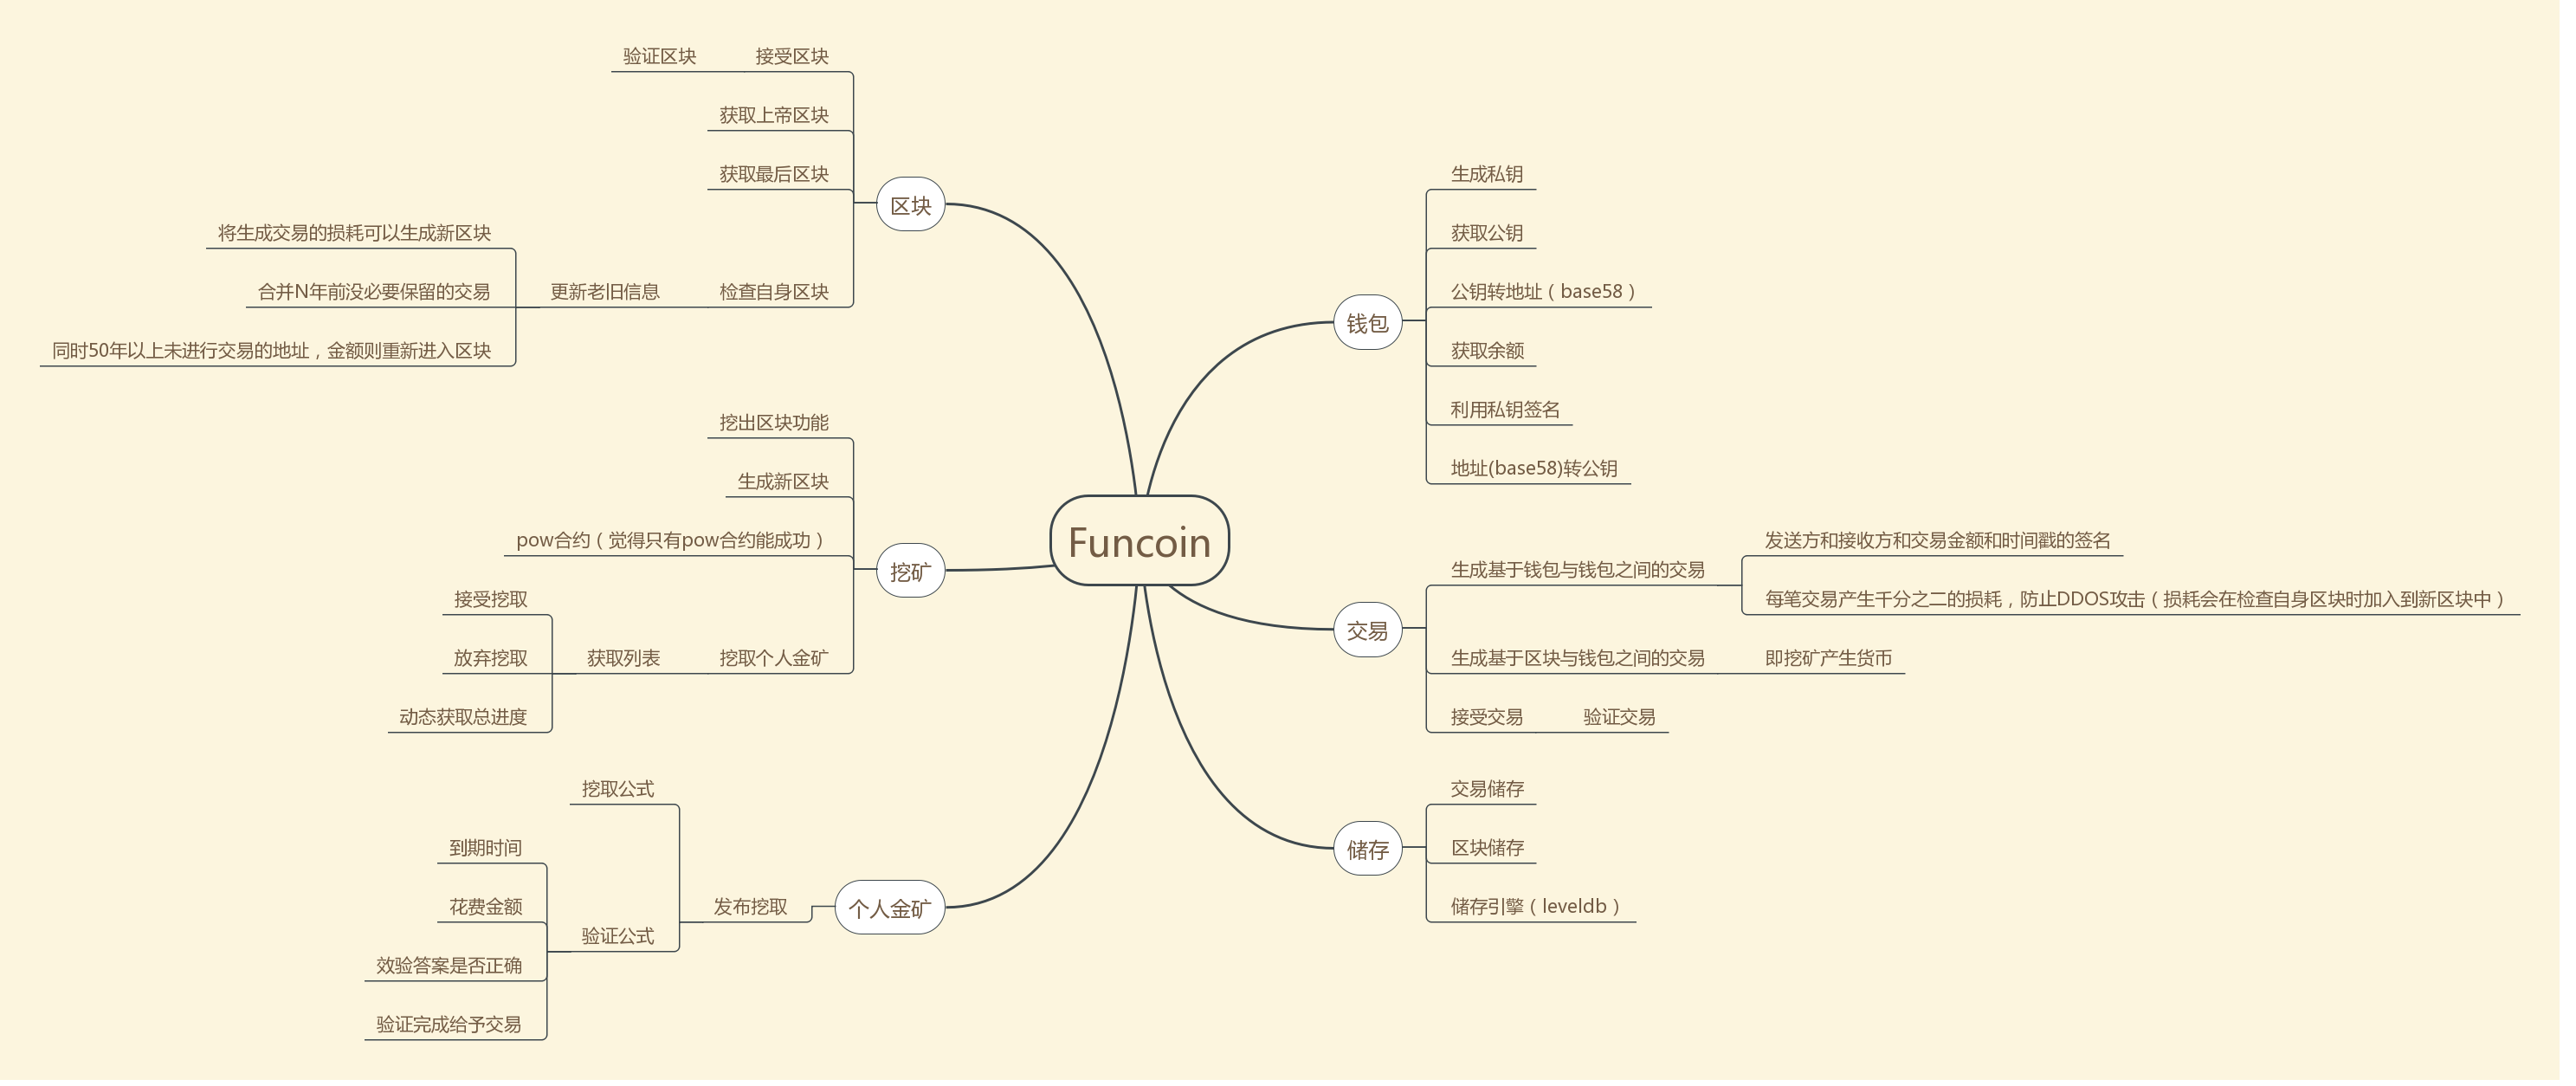 Funcoin
钱包
生成私钥
获取公钥
公钥转地址（base58）
获取余额
利用私钥签名
地址(base58)转公钥
交易
生成基于钱包与钱包之间的交易
发送方和接收方和交易金额和时间戳的签名
每笔交易产生千分之二的损耗，防止DDOS攻击（损耗会在检查自身区块时加入到新区块中）
生成基于区块与钱包之间的交易
即挖矿产生货币
接受交易
验证交易
储存
交易储存
区块储存
储存引擎（leveldb）
区块
接受区块
验证区块
获取上帝区块
获取最后区块
检查自身区块
更新老旧信息
将生成交易的损耗可以生成新区块
合并N年前没必要保留的交易
同时50年以上未进行交易的地址，金额则重新进入区块
挖矿
挖出区块功能
生成新区块
pow合约（觉得只有pow合约能成功）
挖取个人金矿
获取列表
接受挖取
放弃挖取
动态获取总进度
个人金矿
发布挖取
挖取公式
验证公式
到期时间
花费金额
效验答案是否正确
验证完成给予交易